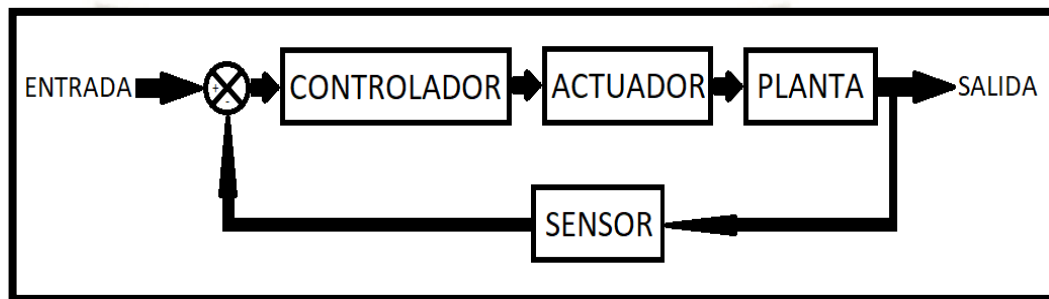 ENTRADA + - CONTROLADOR ACTUADOR PLANTA SALIDA
SENSOR